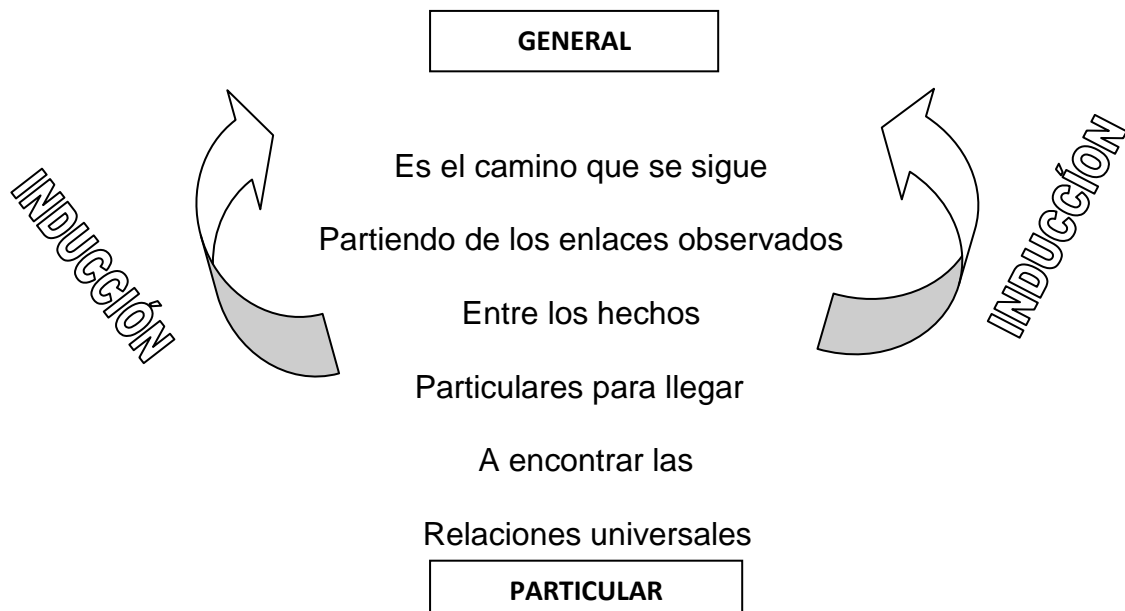 GENERAL
Es el camino que se sigue
Partiendo de los enlaces observados
Entre los hechos
Particulares para llegar
A encontrar las
Relaciones universales
PARTICULAR
INDUCCIÓN
INDUCCÍON